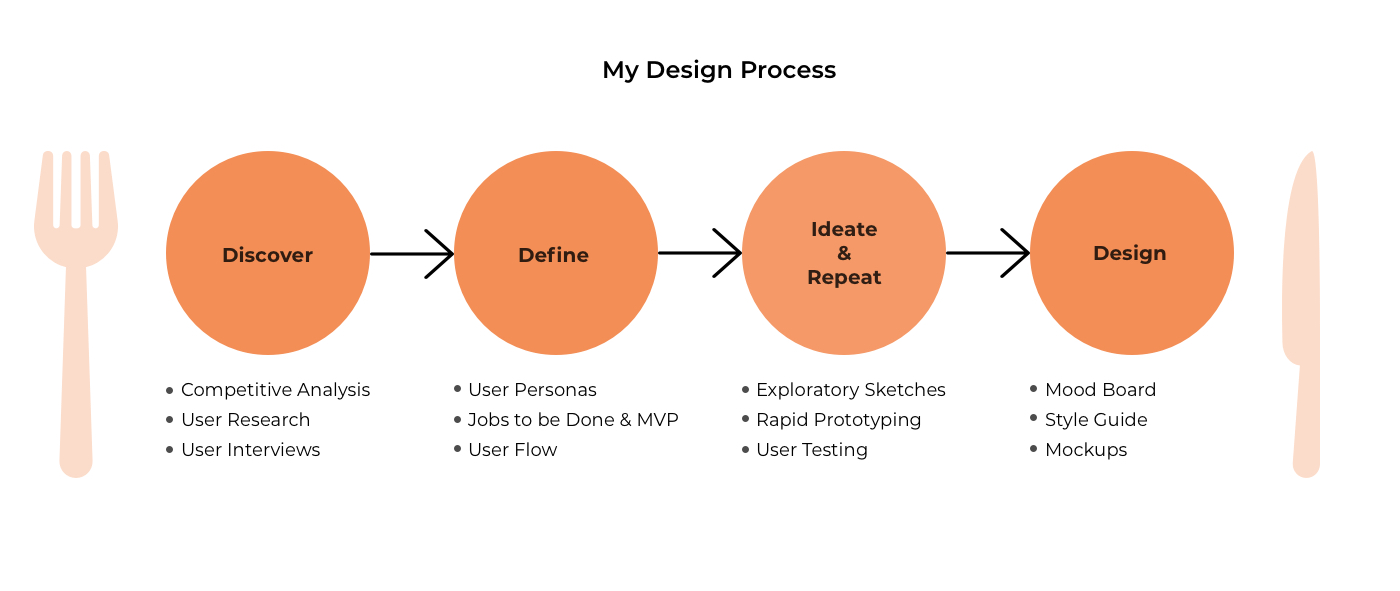 My Design Process
Discover
Define
Ideate
&
Repeat
Design
Competitive Analysis
User Research
User Interviews
User Personas
Jobs to be Done & MVP
User Flow
Exploratory Sketches
Rapid Prototyping
User Testing
Mood Board
Style Guide
Mockups